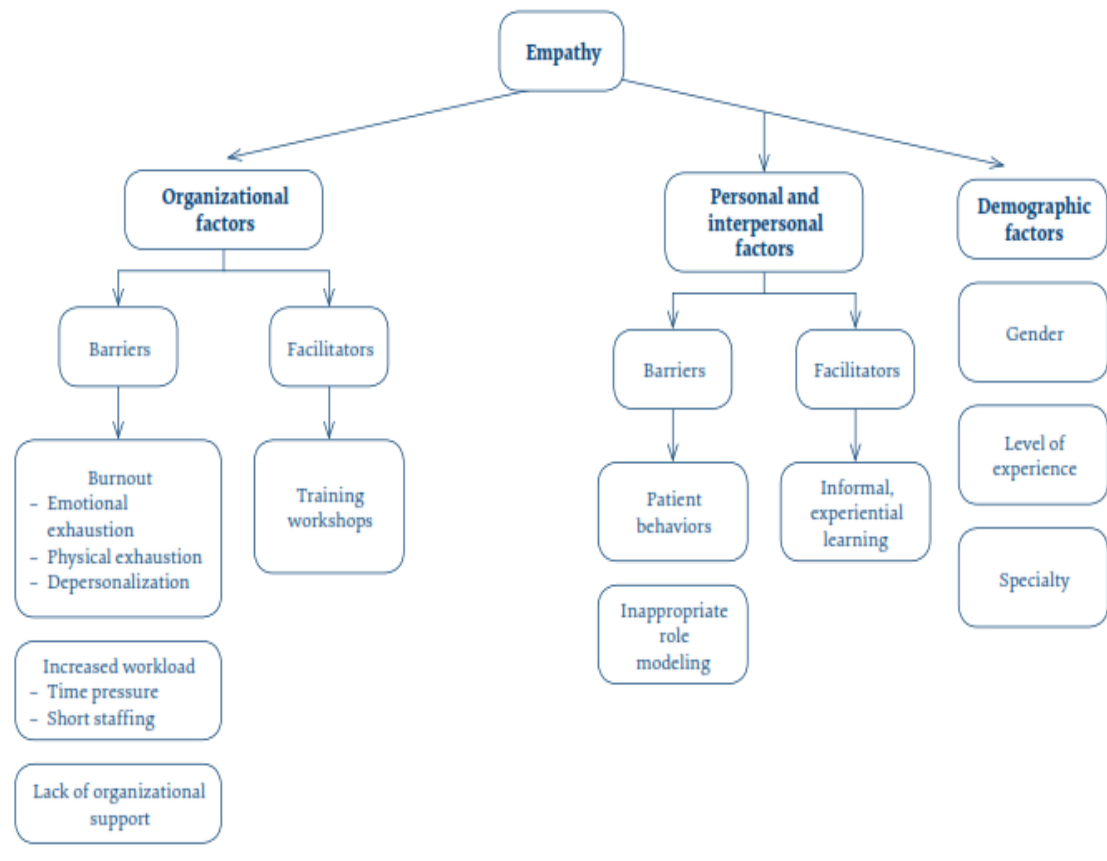 Empathy
Organizational
factors
Barriers
Facilitators
Burnout
– Emotional
exhaustion
– Physical exhaustion
– Depersonalization
Training
workshops
Increased workload
– Time pressure
– Short staffing
Lack of organizational
support
Personal and
interpersonal
factors
Barriers
Facilitators
Patient
behaviors
Informal,
experiential
learning
Inappropriate
role
modeling
Demographic
factors
Gender
Level of
experience
Specialty